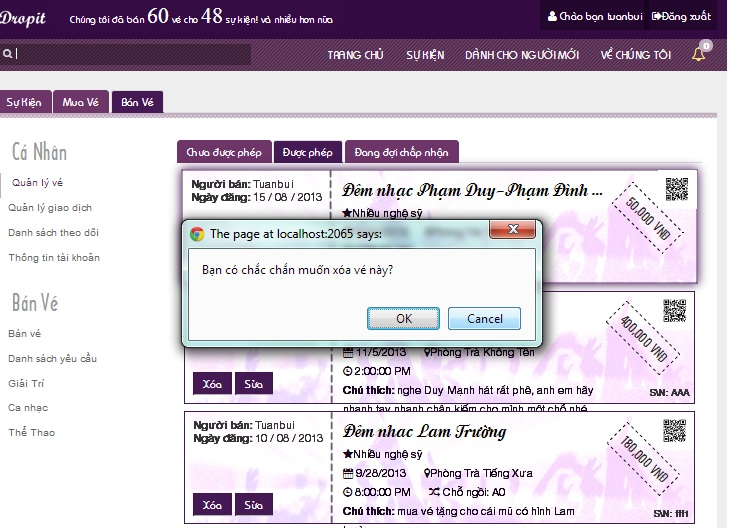 Dropit
Chúng tôi đã bán 60 vé cho 48 sự kiện! và nhiều hơn nữa
Chào bạn tuanbui
Đăng xuất
TRANG CHỦ
SỰ KIỆN
DÀNH CHO NGƯỜI MỚI
VỀ CHÚNG TÔI
0
Sự Kiện
Mua Vé
Bán Vé
Cá Nhân
Quản lý vé
Quản lý giao dịch
Danh sách theo dõi
Thông tin tài khoản
Bán Vé
Bán vé
Danh sách yêu cầu
Giải Trí
Ca nhạc
Thể Thao
Chưa được phép
Được phép
Đang đợi chấp nhận
Người bán: Tuanbui
Ngày đăng: 15 / 08 / 2013
Đêm nhạc Phạm Duy-Phạm Đình ...
Nhiều nghệ sỹ
50,000 VND
The page at localhost:2065 says:
Bạn có chắc chắn muốn xóa vé này?
OK
Cancel
11/5/2013
Phòng Trà Không Tên
2:00:00 PM
Chú thích: nghe Duy Mạnh hát rất phê, anh em hãy
nhanh tay nhanh chân kiếm cho mình một chỗ nhé
400,000 VND
Xóa
Sửa
S\N: AAA
Người bán: Tuanbui
Ngày đăng: 10 / 08 / 2013
Đêm nhạc Lam Trường
Nhiều nghệ sỹ
9/28/2013
Phòng Trà Tiếng Xưa
8:00:00 PM
Chỗ ngồi: A0
Chú thích: mua vé tặng cho cái mũ có hình Lam
180,000 VND
Xóa
Sửa
S\N: ffff